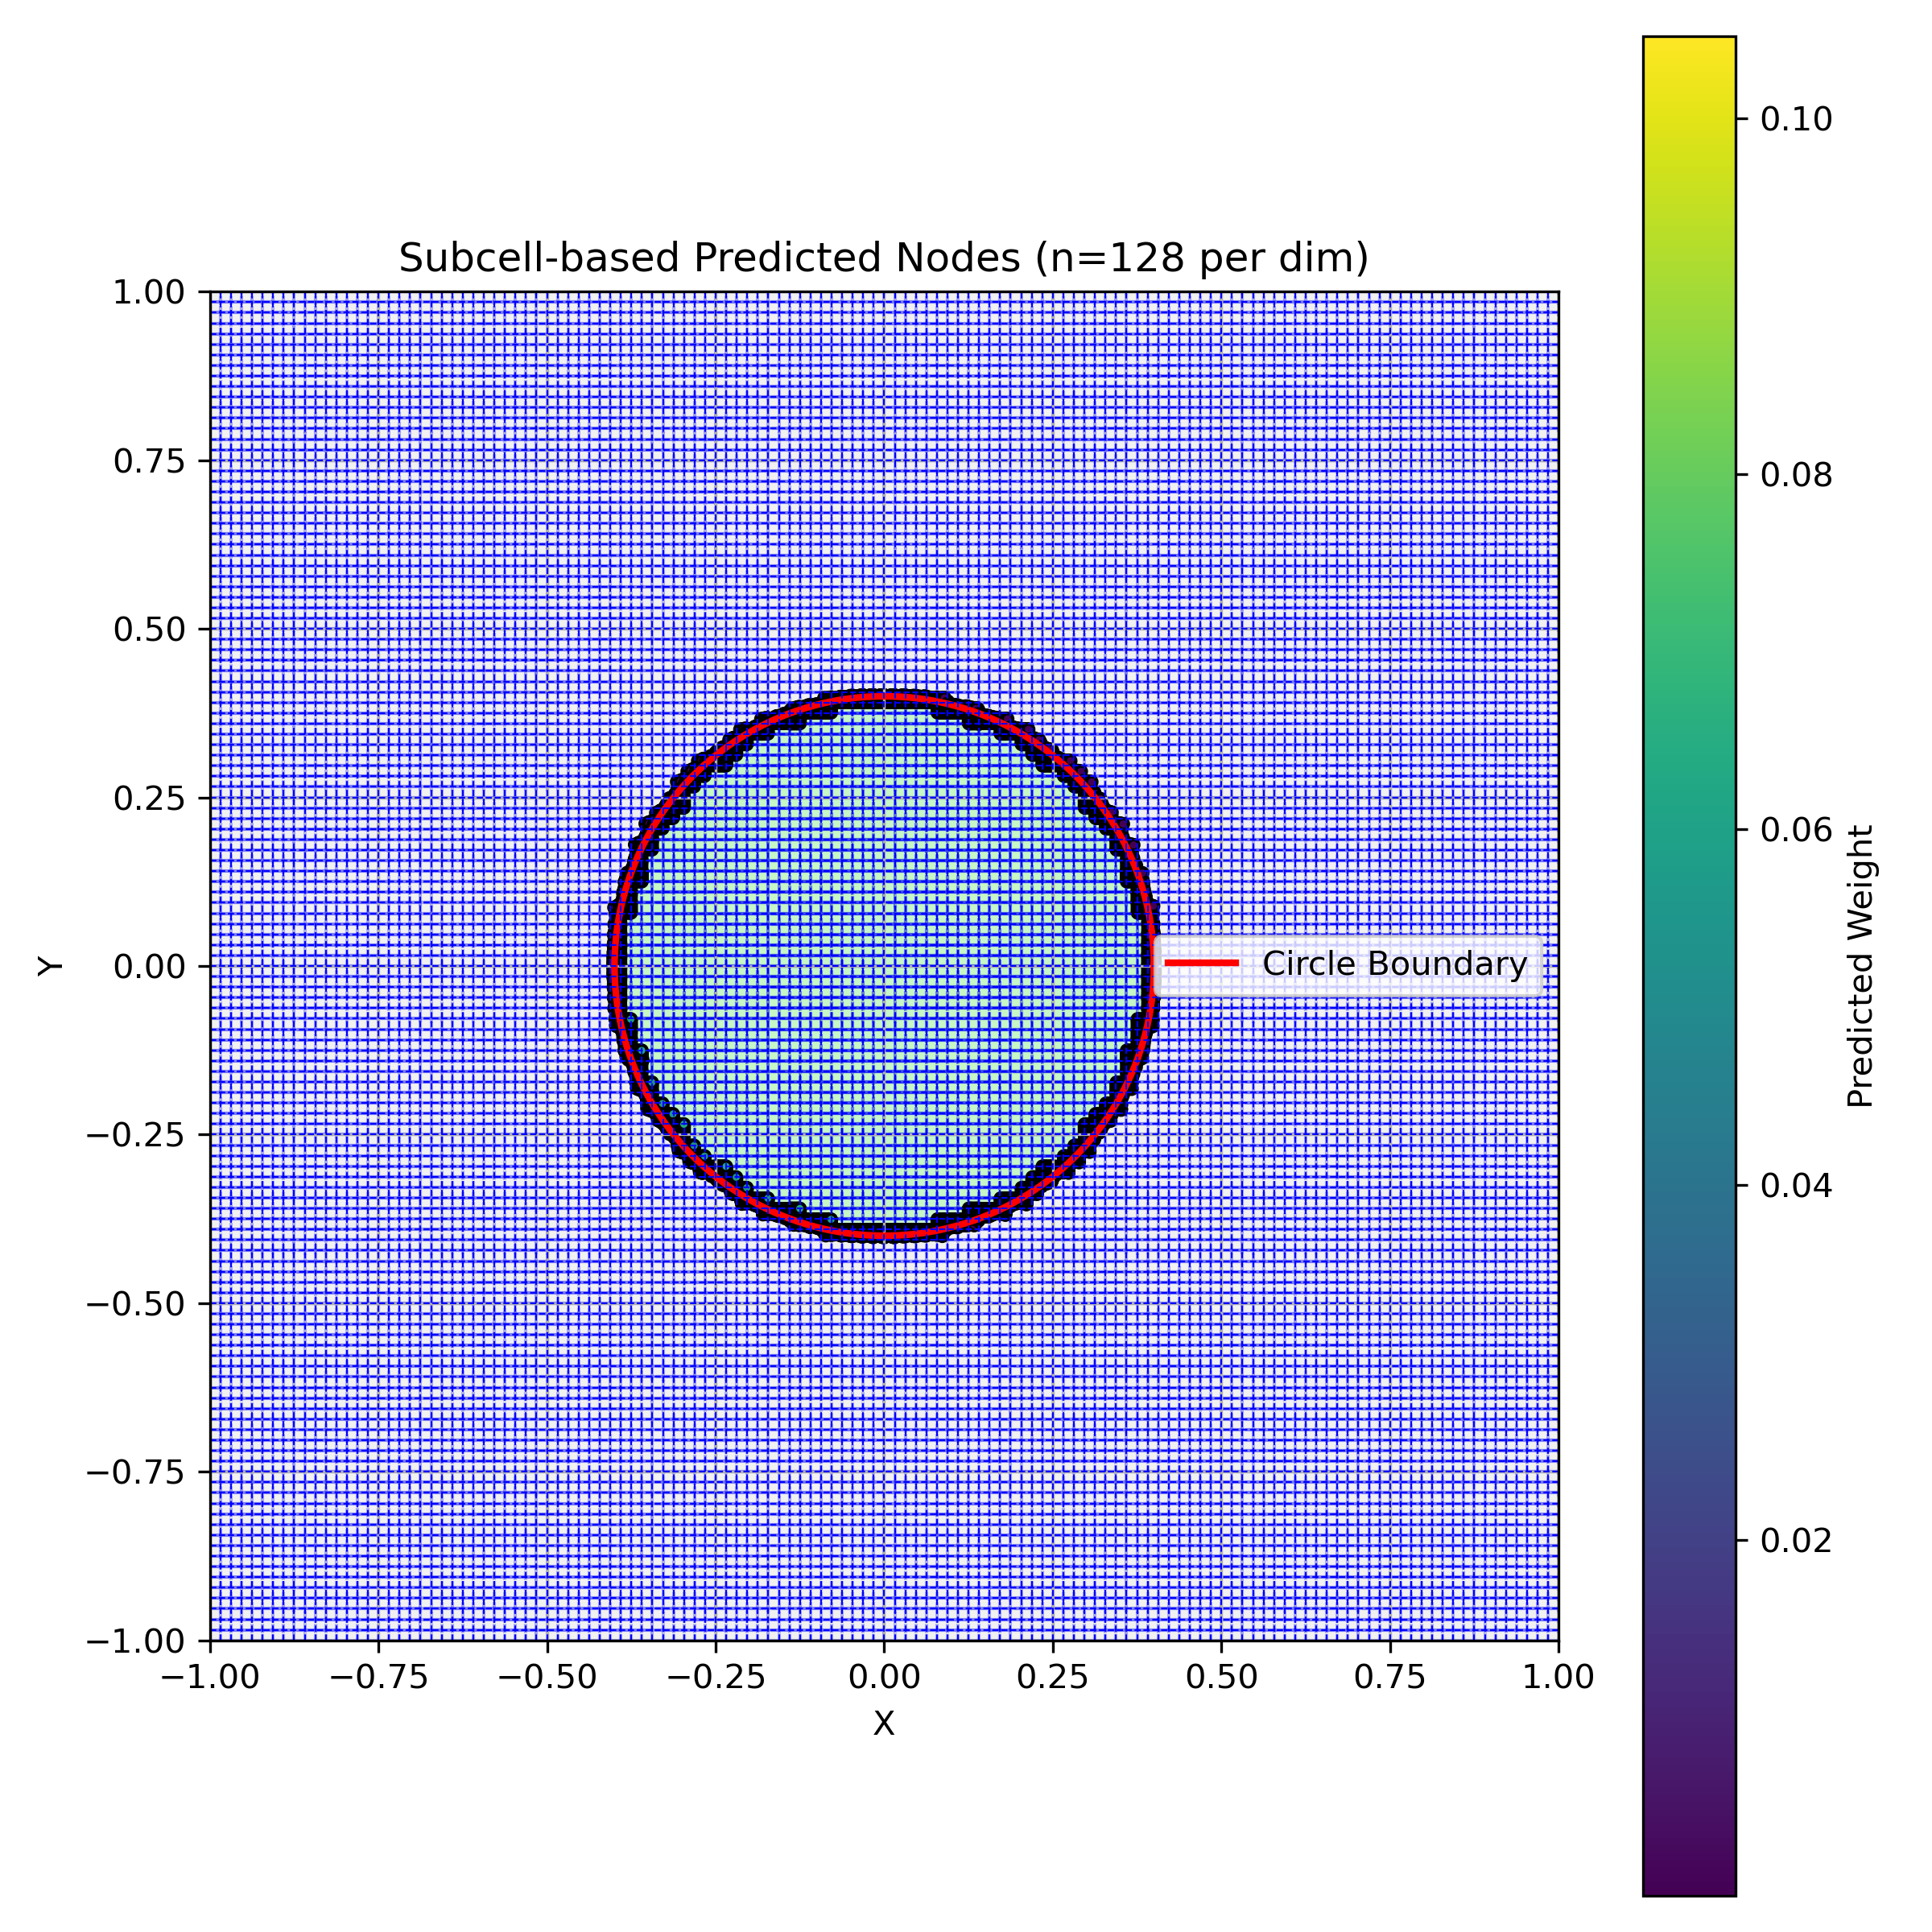 Subcell-based Predicted Nodes (n=128 per dim)
1.00
0.75
0.50
0.25
0.00
−0.25
−0.50
−0.75
−1.00
Y
−1.00 −0.75 −0.50 −0.25 0.00 0.25 0.50 0.75 1.00
X
Circle Boundary
0.10
0.08
0.06
0.04
0.02
Predicted Weight